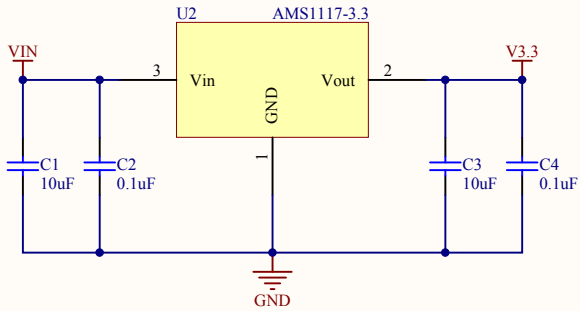 U2
AMS1117-3.3
VIN
V3.3
3
Vin
Vout
2
GND
1
C1
10uF
C2
0.1uF
C3
10uF
C4
0.1uF
GND